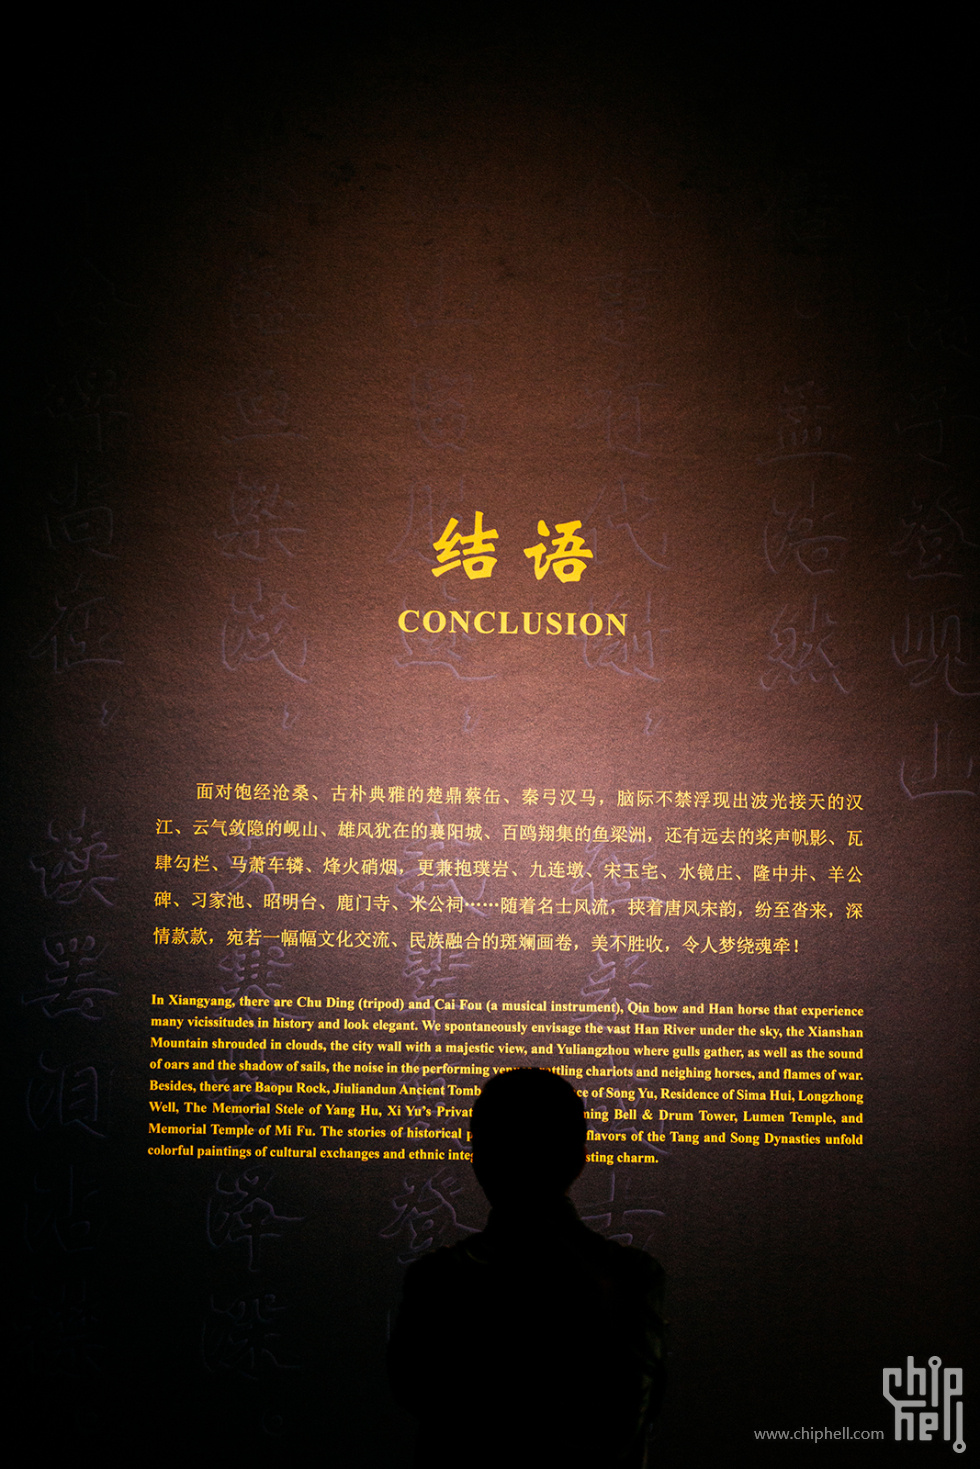 结语
CONCLUSION
面对饱经沧桑、古朴典雅的楚鼎蔡缶、秦弓汉马，脑际不禁浮现出波光接天的汉
江、云气敛隐的岘山、雄风犹在的襄阳城、百鸥翔集的鱼梁洲，还有远去的桨声帆影、瓦
肆勾栏、马萧车辚、烽火硝烟，更兼抱璞岩、九连墩、宋玉宅、水镜庄、隆中井、羊公
碑、习家池、昭明台、鹿门寺、米公祠……随着名士风流，挟着唐风宋韵，纷至沓来，深
情款款，宛若一幅幅文化交流、民族融合的斑斓画卷，美不胜收，令人梦绕魂牵！
In Xiangyang, there are Chu Ding (tripod) and Cai Fou (a musical instrument), Qin bow and Han horse that experience
many vicissitudes in history and look elegant. We spontaneously envisage the vast Han River under the sky, the Xianshan
Mountain shrouded in clouds, the city wall with a majestic view, and Yuliangzhou where gulls gather, as well as the sound
of oars and the shadow of sails, the noise in the performing chariots and neighing horses, and flames of war.
Besides, there are Baopu Rock, Jiuliandun Ancient of Song Yu, Residence of Sima Hui, Longzhong
Well, The Memorial Stele of Yang Hu, Xi Yu's Bell & Drum Tower, Lumen Temple, and
Memorial Temple of Mi Fu. The stories of historical flavors of the Tang and Song Dynasties unfold
colorful paintings of cultural exchanges and ethnic charm.
孟浩然
登岘山
www.chiphell.com
chip
hell